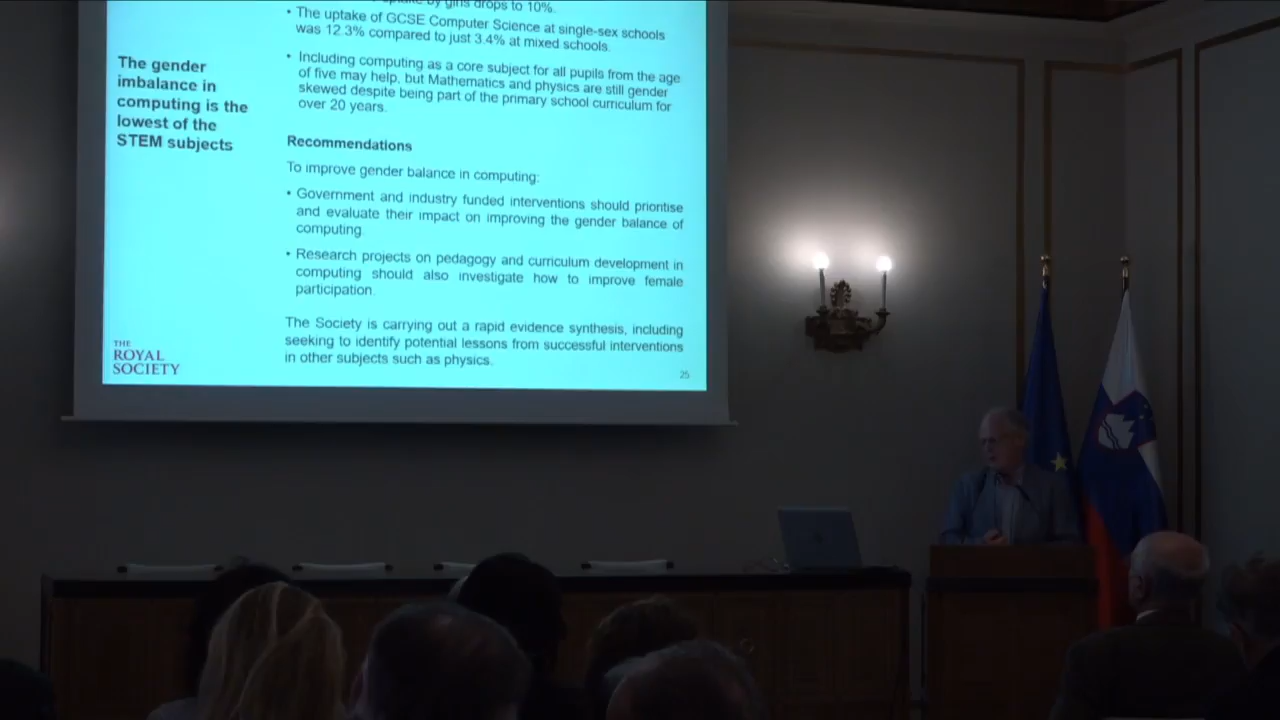 uptake by girls drops to 10%.
• The uptake of GCSE Computer Science at single-sex schools
was 12.3% compared to just 3.4% at mixed schools.
• Including computing as a core subject for all pupils from the age
of five may help, but Mathematics and physics are still gender
skewed despite being part of the primary school curriculum for
over 20 years.
The gender
imbalance in
computing is the
lowest of the
STEM subjects
Recommendations
To improve gender balance in computing:
• Government and industry funded interventions should prioritise
and evaluate their impact on improving the gender balance of
computing.
• Research projects on pedagogy and curriculum development in
computing should also investigate how to improve female
participation.
The Society is carrying out a rapid evidence synthesis, including
seeking to identify potential lessons from successful interventions
in other subjects such as physics.
THE
ROYAL
SOCIETY
25